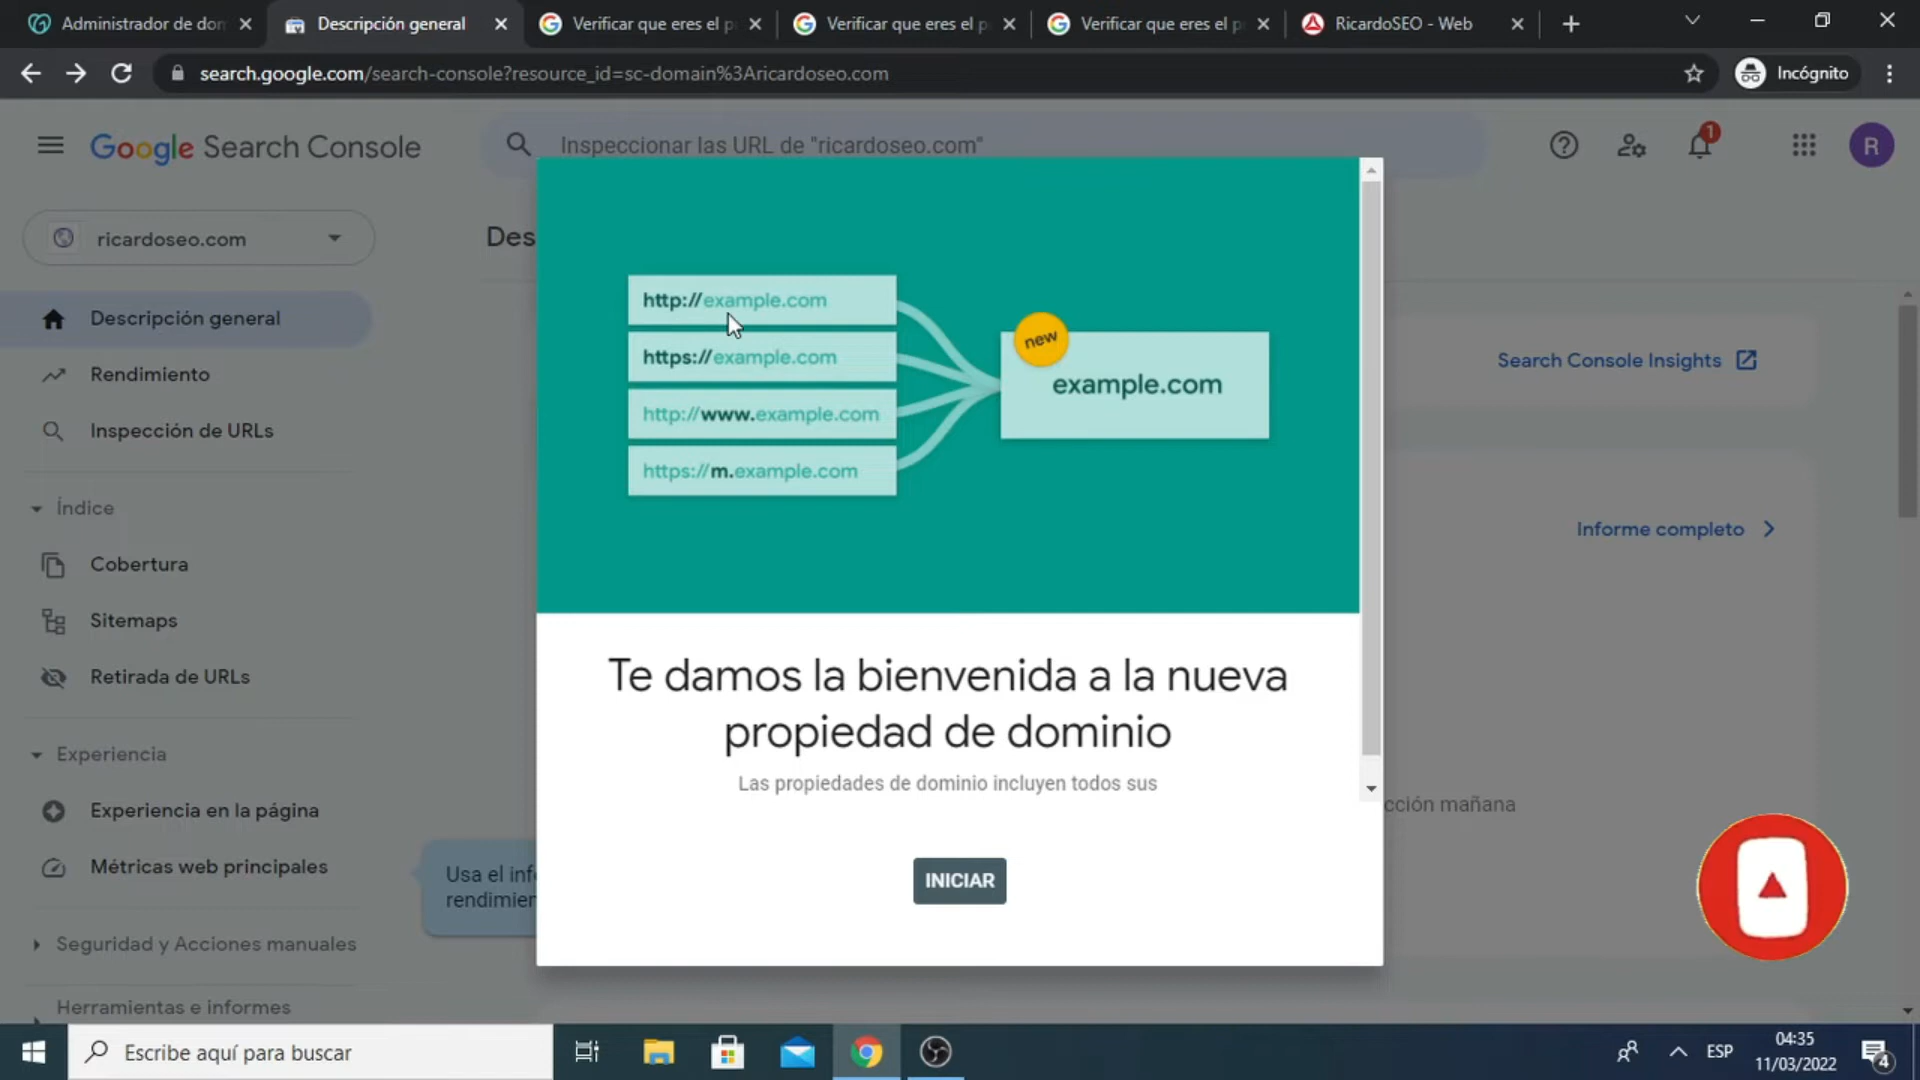 Administrador de don
Descripción general
Verificar que eres el p
Verificar que eres el p
Verificar que eres el p
RicardoSEO - Web
search.google.com/search-console?resource_id=sc-domain%3Aricardoseo.com
Incógnito
Google Search Console
Inspeccionar las URL de "ricardoseo.com"
1
R
ricardoseo.com
Des
Descripción general
Rendimiento
Inspección de URLs
Índice
Cobertura
Sitemaps
Retirada de URLs
Experiencia
Experiencia en la página
Métricas web principales
Seguridad y Acciones manuales
Herramientas e informes
Search Console Insights
Informe completo
cción mañana
Usa el inf
rendimien
http://example.com
https://example.com
http://www.example.com
https://m.example.com
new
example.com
Te damos la bienvenida a la nueva
propiedad de dominio
Las propiedades de dominio incluyen todos sus
INICIAR
Escribe aquí para buscar
ESP
04:35
11/03/2022
4